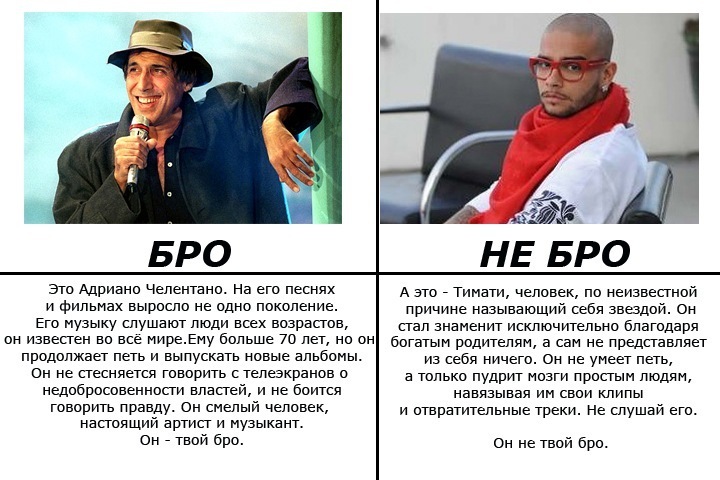 БРО
Это Адриано Челентано. На его песнях
и фильмах выросло не одно поколение.
Его музыку слушают люди всех возрастов,
он известен во всё мире.Ему больше 70 лет, но он
продолжает петь и выпускать новые альбомы.
Он не стесняется говорить с телеэкранов о
недобросовенности властей, и не боится
говорить правду. Он смелый человек,
настоящий артист и музыкант.
Он - твой бро.
НЕ БРО
А это - Тимати, человек, по неизвестной
причине называющий себя звездой. Он
стал знаменит исключительно благодаря
богатым родителям, а сам не представляет
из себя ничего. Он не умеет петь,
а только пудрит мозги простым людям,
навязывая им свои клипы
и отвратительные треки. Не слушай его.
Он не твой бро.